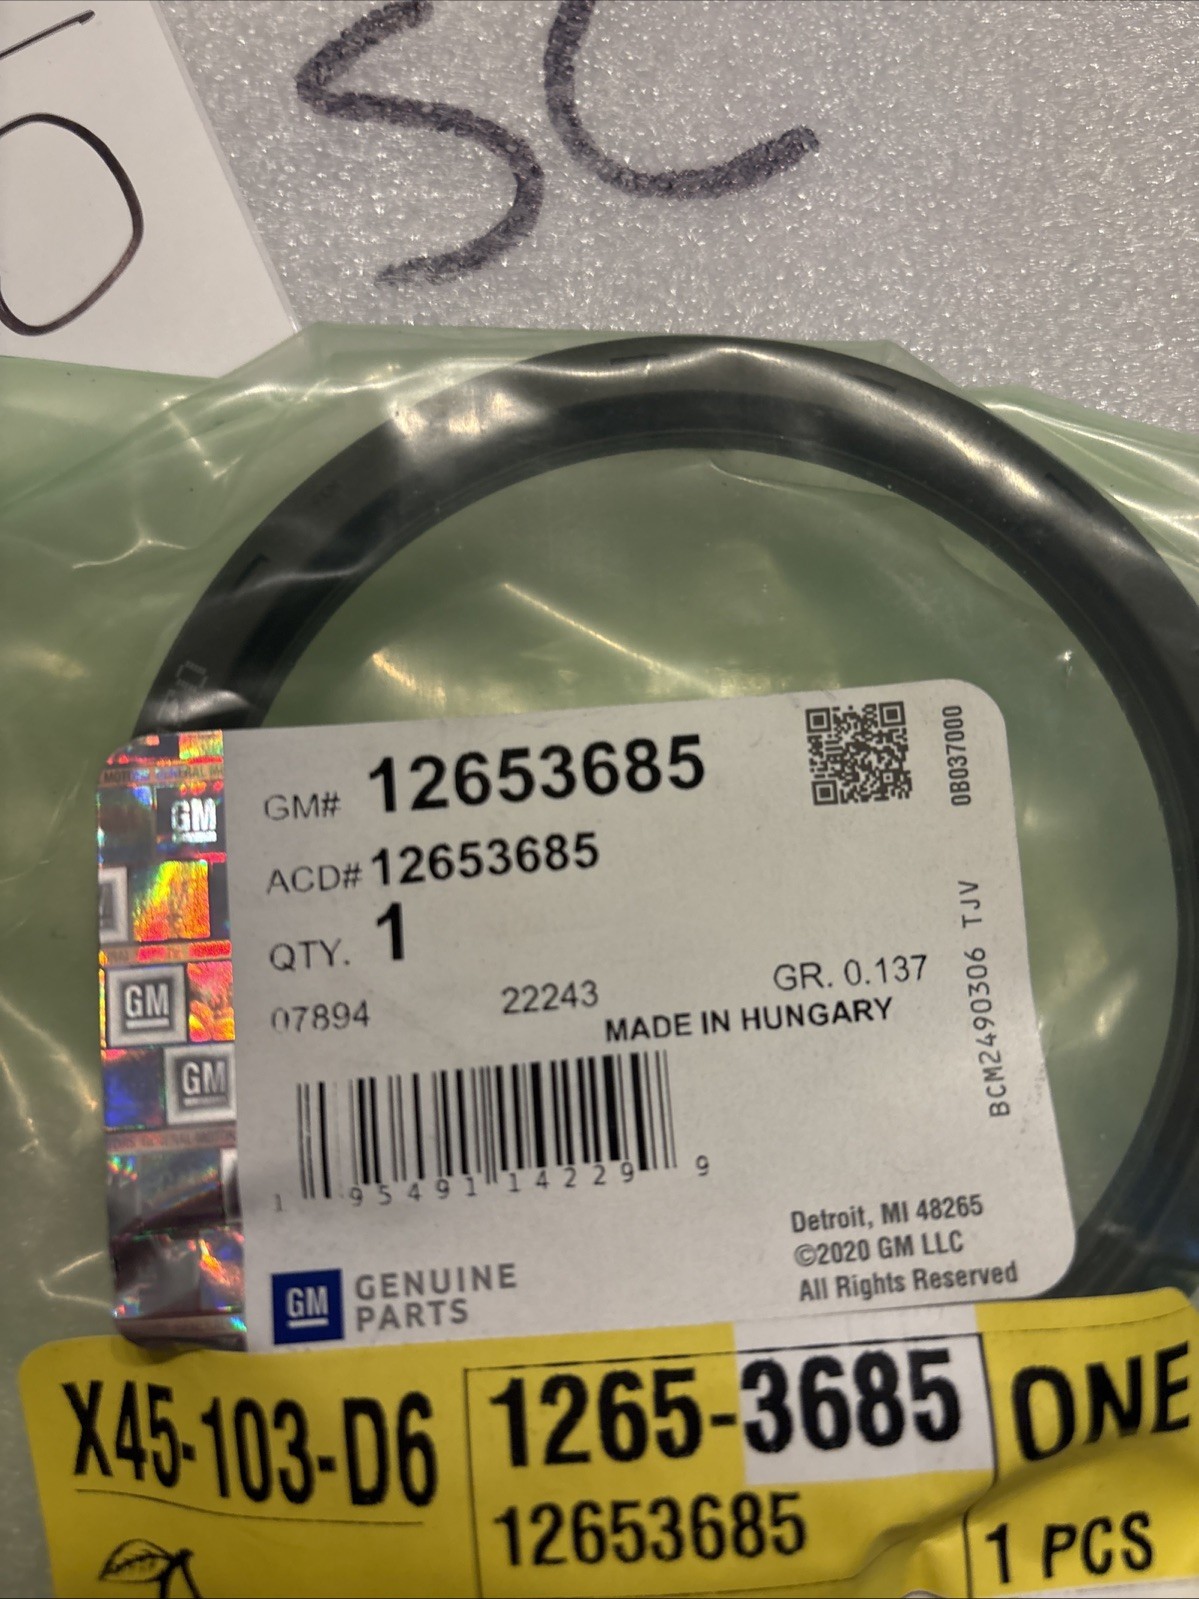 SC
GM# 12653685
ACD# 12653685
QTY. 1
07894 22243 GR. 0.137
MADE IN HUNGARY
1 95491 14229 9
0B037000
BCM2490306 TJV
Detroit, MI 48265
©2020 GM LLC
All Rights Reserved
GM GENUINE
PARTS
GM
GM
GM
X45-103-D6
1265-3685
12653685
ONE
1 PCS